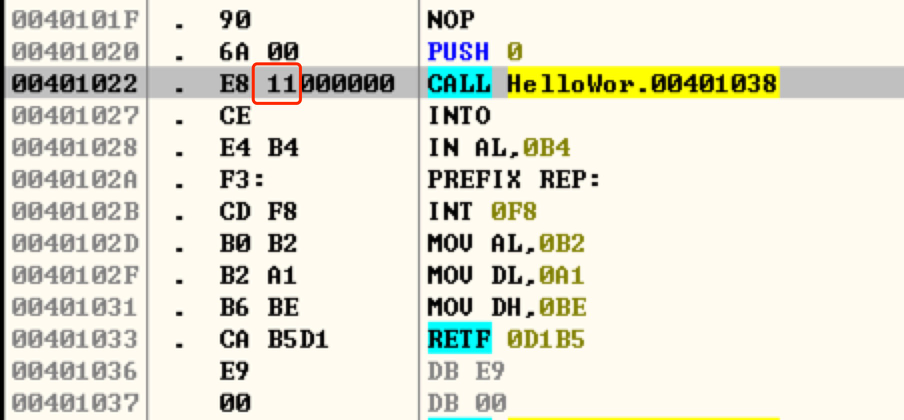 0040101F . 90 NOP
00401020 . 6A 00 PUSH 0
00401022 . E8 11000000 CALL HelloWor.00401038
00401027 . CE INTO
00401028 . E4 B4 IN AL,0B4
0040102A . F3: PREFIX REP:
0040102B . CD F8 INT 0F8
0040102D . B0 B2 MOV AL,0B2
0040102F . B2 A1 MOV DL,0A1
00401031 . B6 BE MOV DH,0BE
00401033 . CA B5D1 RETF 0D1B5
00401036 E9 DB E9
00401037 00 DB 00